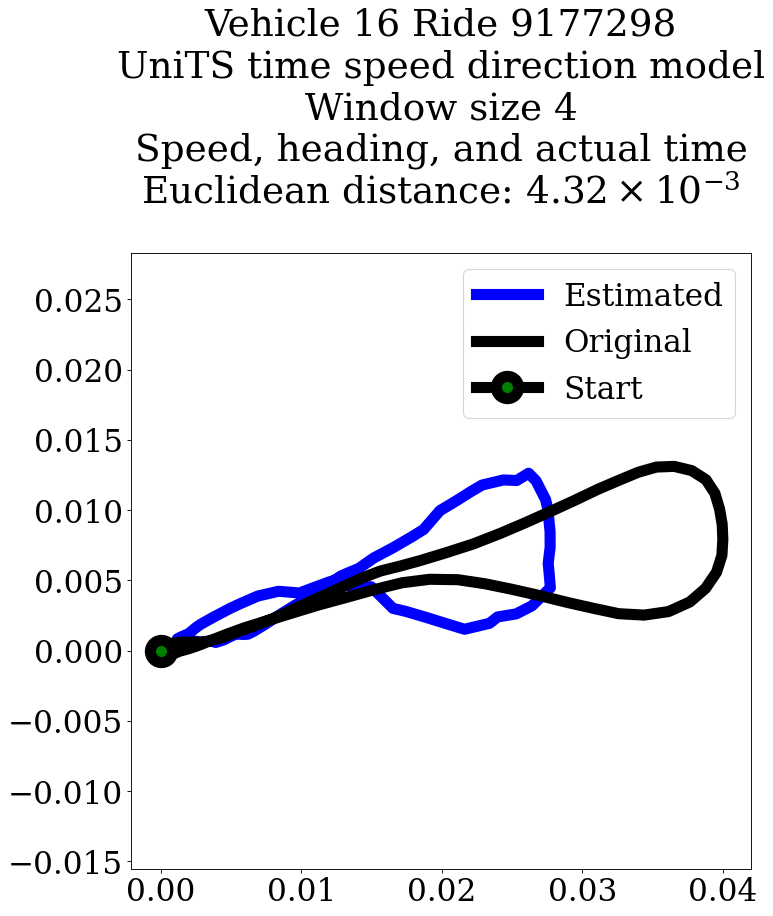 Vehicle 16 Ride 9177298
UniTS time speed direction model
Window size 4
Speed, heading, and actual time
Euclidean distance: 4.32 × 10⁻³
Estimated
Original
Start
0.025
0.020
0.015
0.010
0.005
0.000
−0.005
−0.010
−0.015
0.00 0.01 0.02 0.03 0.04